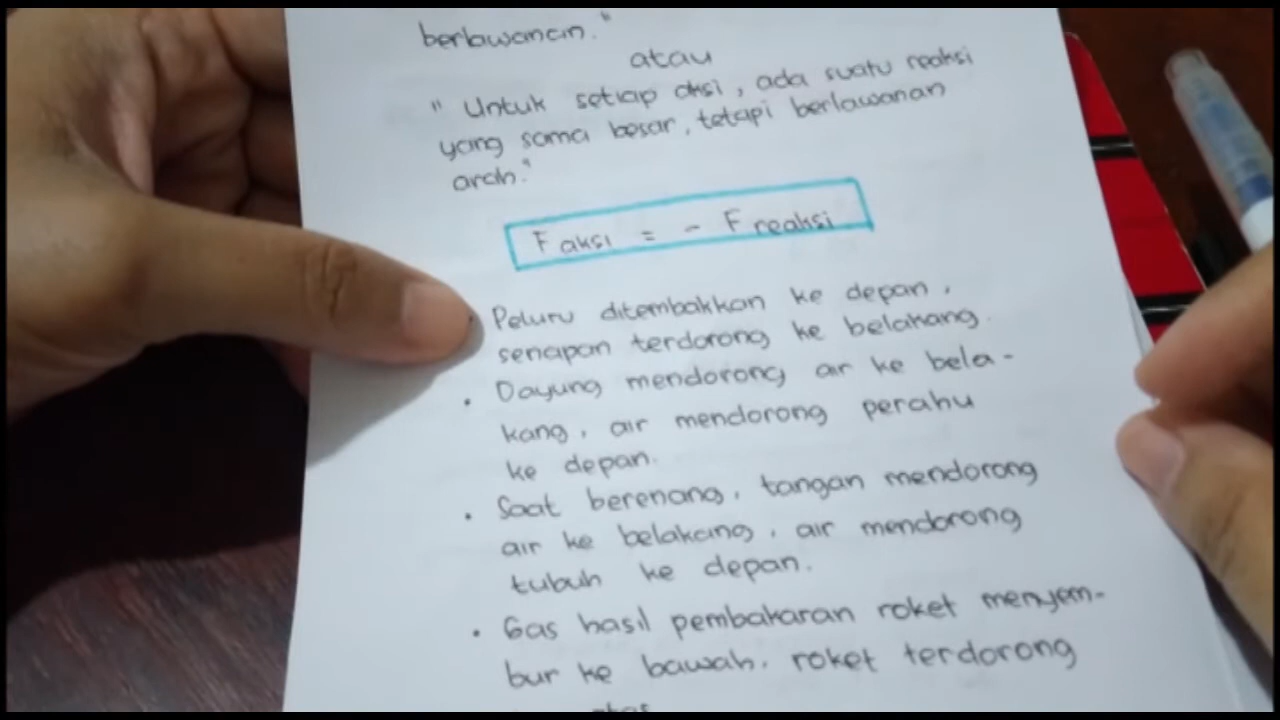 berlawanan."
atau
" Untuk setiap aksi, ada suatu reaksi
yang sama besar, tetapi berlawanan
arah."
F aksi = - F reaksi
• Peluru ditembakkan ke depan,
senapan terdorong ke belakang.
• Dayung mendorong air ke bela-
kang, air mendorong perahu
ke depan.
• Saat berenang, tangan mendorong
air ke belakang, air mendorong
tubuh ke depan.
• Gas hasil pembakaran roket menyem-
bur ke bawah, roket terdorong
atas